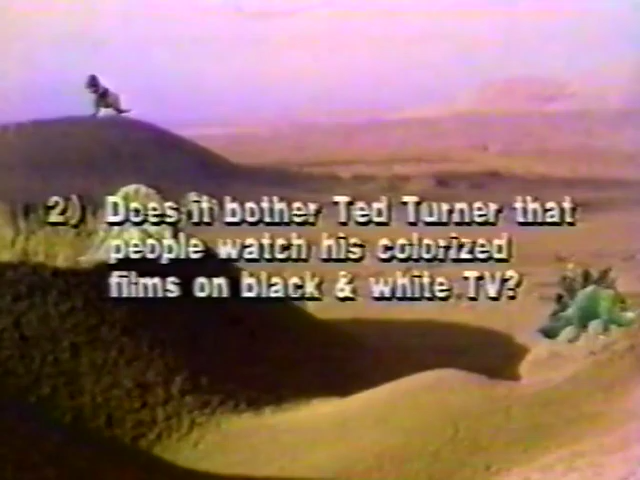 2) Does it bother Ted Turner that
people watch his colorized
films on black & white TV?